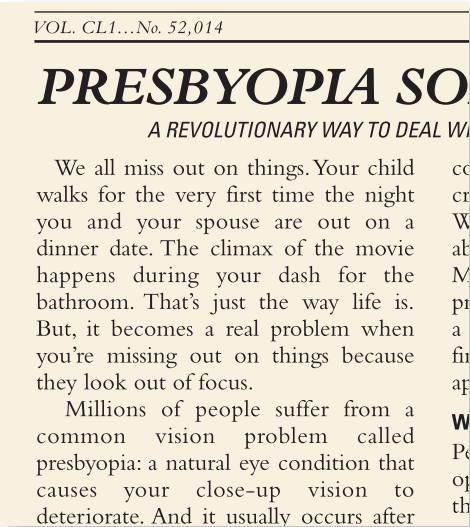 VOL. CL1...No. 52,014
PRESBYOPIA SO
A REVOLUTIONARY WAY TO DEAL
We all miss out on things. Your child
walks for the very first time the night
you and your spouse are out on a
dinner date. The climax of the movie
happens during your dash for the
bathroom. That's just the way life is.
But, it becomes a real problem when
you're missing out on things because
they look out of focus.
Millions of people suffer from a
common vision problem called
presbyopia: a natural eye condition that
causes your close-up vision to
deteriorate. And it usually occurs after